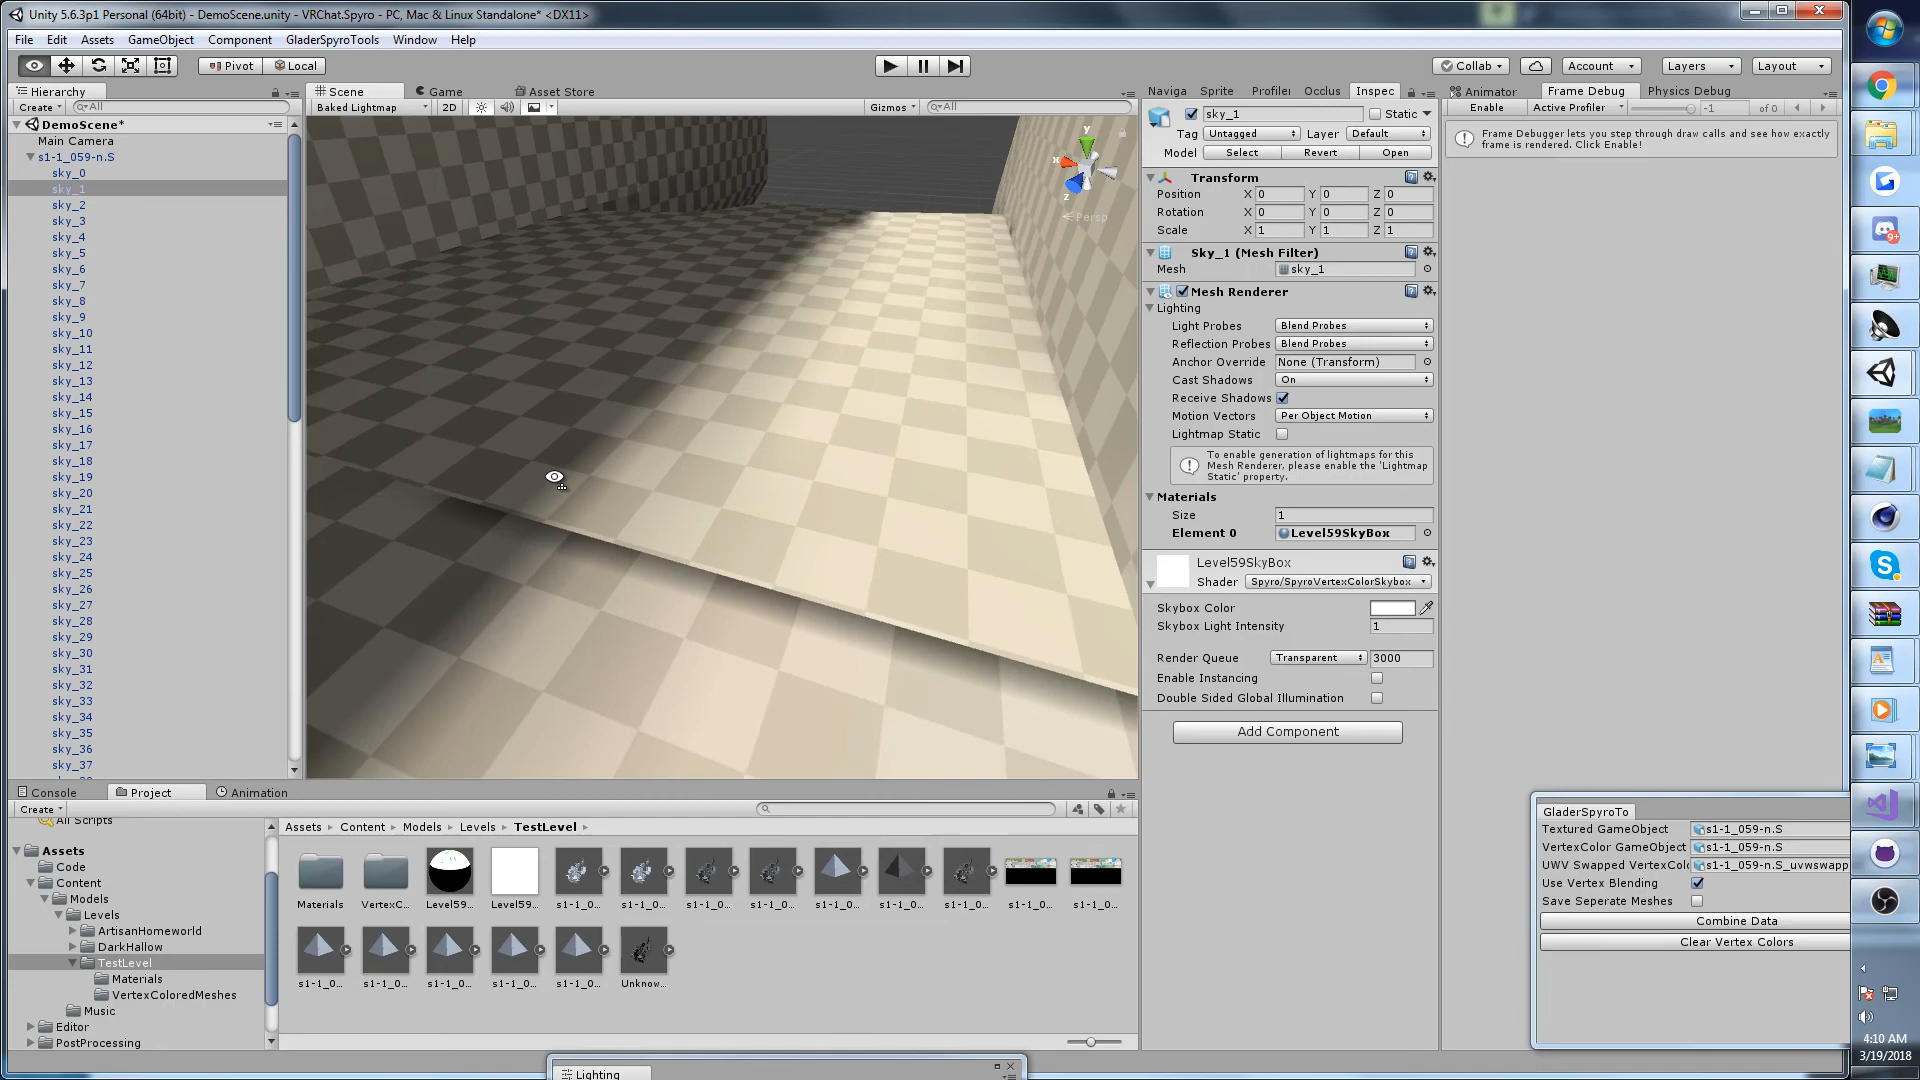 Unity 5.6.3p1 Personal (64bit) - DemoScene.unity - VRChat.Spyro - PC, Mac & Linux Standalone* <DX11>
File Edit Assets GameObject Component GladerSpyroTools Window Help
Pivot Local Collab Account Layers Layout
Hierarchy
Create All
DemoScene*
Main Camera
s1-1_059-n.S
sky_0
sky_1
sky_2
sky_3
sky_4
sky_5
sky_6
sky_7
sky_8
sky_9
sky_10
sky_11
sky_12
sky_13
sky_14
sky_15
sky_16
sky_17
sky_18
sky_19
sky_20
sky_21
sky_22
sky_23
sky_24
sky_25
sky_26
sky_27
sky_28
sky_29
sky_30
sky_31
sky_32
sky_33
sky_34
sky_35
sky_36
sky_37
Scene Game Asset Store
Baked Lightmap 2D Gizmos All
y
x
z
Persp
Naviga Sprite Profiler Occlus Inspec
sky_1 Static
Tag Untagged Layer Default
Model Select Revert Open
Transform
Position X 0 Y 0 Z 0
Rotation X 0 Y 0 Z 0
Scale X 1 Y 1 Z 1
Sky_1 (Mesh Filter)
Mesh sky_1
Mesh Renderer
Lighting
Light Probes Blend Probes
Reflection Probes Blend Probes
Anchor Override None (Transform)
Cast Shadows On
Receive Shadows
Motion Vectors Per Object Motion
Lightmap Static
To enable generation of lightmaps for this
Mesh Renderer, please enable the 'Lightmap
Static' property.
Materials
Size 1
Element 0 Level59SkyBox
Level59SkyBox
Shader Spyro/SpyroVertexColorSkybox
Skybox Color
Skybox Light Intensity 1
Render Queue Transparent 3000
Enable Instancing
Double Sided Global Illumination
Add Component
Animator Frame Debug Physics Debug
Enable Active Profiler -1 of 0
Frame Debugger lets you step through draw calls and see how exactly
frame is rendered. Click Enable!
Console Project Animation
Create
All Scripts
Assets
Code
Content
Models
Levels
ArtisanHomeworld
DarkHallow
TestLevel
Materials
VertexColoredMeshes
Music
Editor
PostProcessing
Assets Content Models Levels TestLevel
Materials VertexC... Level59... Level59... s1-1_0... s1-1_0... s1-1_0... s1-1_0... s1-1_0... s1-1_0... s1-1_0... s1-1_0... s1-1_0...
s1-1_0... s1-1_0... s1-1_0... s1-1_0... s1-1_0... Unknow...
Lighting
GladerSpyroTo
Textured GameObject s1-1_059-n.S
VertexColor GameObject s1-1_059-n.S
UWV Swapped VertexColo s1-1_059-n.S_uvwswapp
Use Vertex Blending
Save Seperate Meshes
Combine Data
Clear Vertex Colors
9+
4:10 AM
3/19/2018